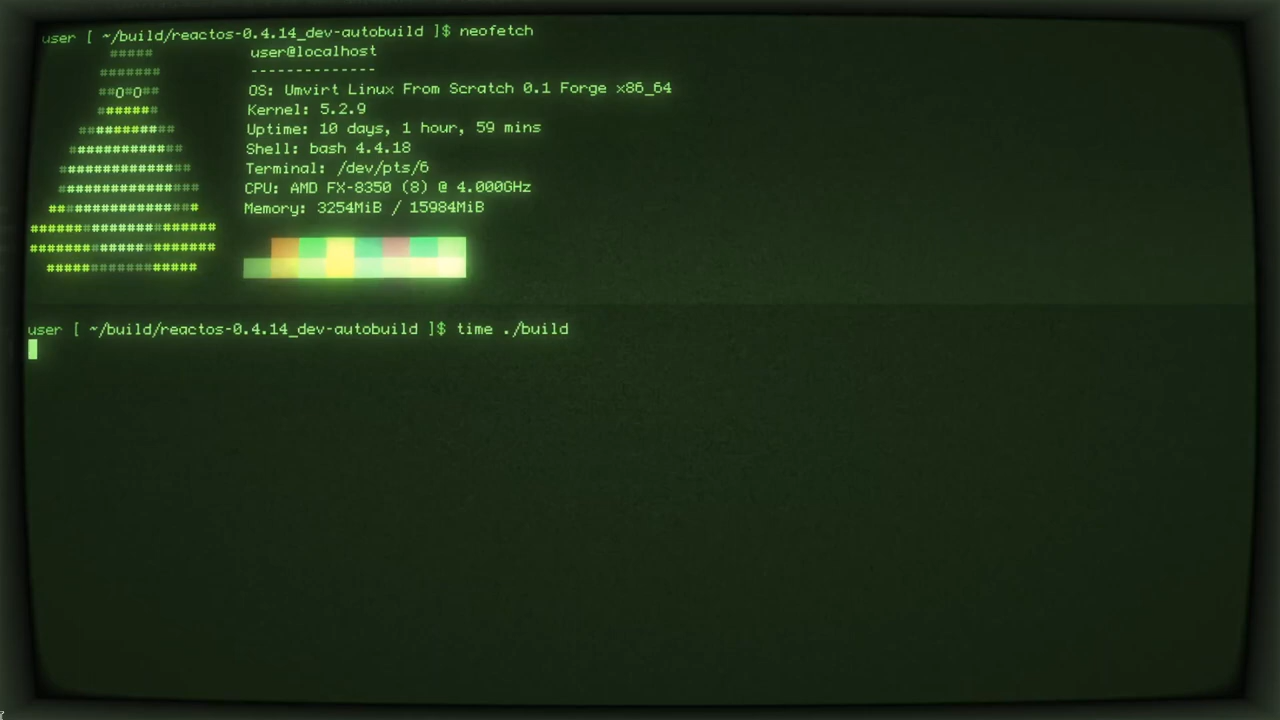 user [ ~/build/reactos-0.4.14_dev-autobuild ]$ neofetch
##### user@localhost
####### --------------
##O#O## OS: Umvirt Linux From Scratch 0.1 Forge x86_64
####### Kernel: 5.2.9
########### Uptime: 10 days, 1 hour, 59 mins
############# Shell: bash 4.4.18
############### Terminal: /dev/pts/6
################ CPU: AMD FX-8350 (8) @ 4.000GHz
################# Memory: 3254MiB / 15984MiB
#####################
#####################
#################
user [ ~/build/reactos-0.4.14_dev-autobuild ]$ time ./build